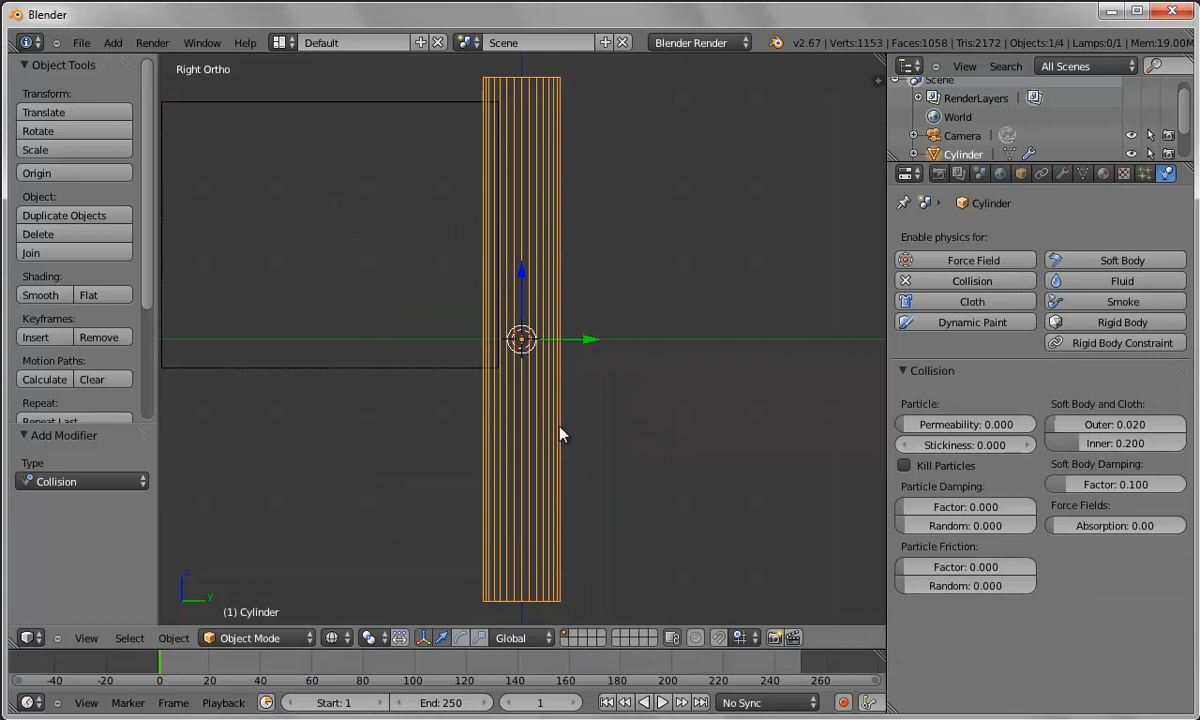 Blender
File Add Render Window Help Default Scene Blender Render v2.67 | Verts:1153 | Faces:1058 | Tris:2172 | Objects:1/4 | Lamps:0/1 | Mem:19.00M
Object Tools
Transform:
Translate
Rotate
Scale
Origin
Object:
Duplicate Objects
Delete
Join
Shading:
Smooth Flat
Keyframes:
Insert Remove
Motion Paths:
Calculate Clear
Repeat:
Repeat Last
Add Modifier
Type
Collision
Right Ortho
z
y
(1) Cylinder
View Select Object Object Mode Global
-40 -20 0 20 40 60 80 100 120 140 160 180 200 220 240 260
View Marker Frame Playback Start: 1 End: 250 1 No Sync
View Search All Scenes
Scene
RenderLayers
World
Camera
Cylinder
Cylinder
Enable physics for:
Force Field Soft Body
Collision Fluid
Cloth Smoke
Dynamic Paint Rigid Body
Rigid Body Constraint
Collision
Particle: Soft Body and Cloth:
Permeability: 0.000 Outer: 0.020
Stickiness: 0.000 Inner: 0.200
Kill Particles Soft Body Damping:
Particle Damping: Factor: 0.100
Factor: 0.000 Force Fields:
Random: 0.000 Absorption: 0.00
Particle Friction:
Factor: 0.000
Random: 0.000